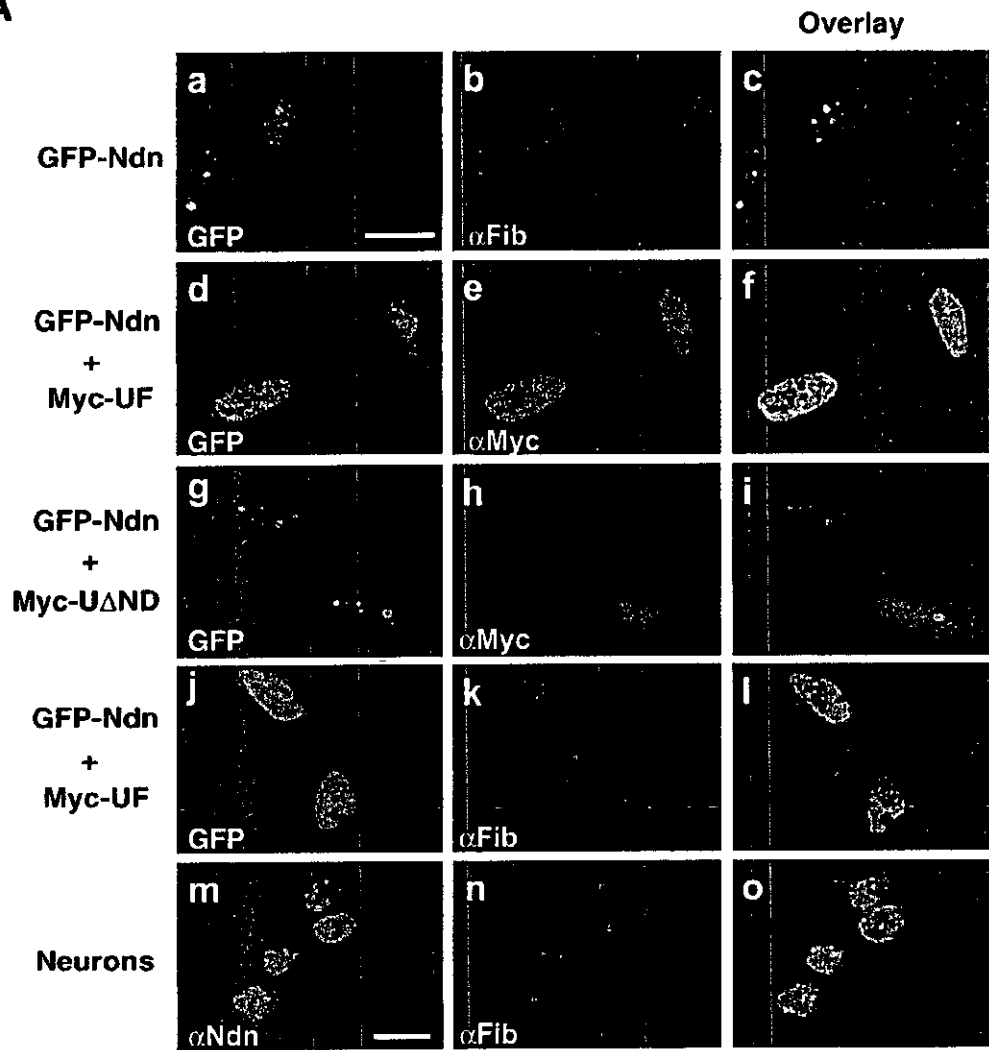 A
Overlay
GFP-Ndn
a
GFP
b
αFib
c
GFP-Ndn
+
Myc-UF
d
GFP
e
αMyc
f
GFP-Ndn
+
Myc-UΔND
g
GFP
h
αMyc
i
GFP-Ndn
+
Myc-UF
j
GFP
k
αFib
l
Neurons
m
αNdn
n
αFib
o